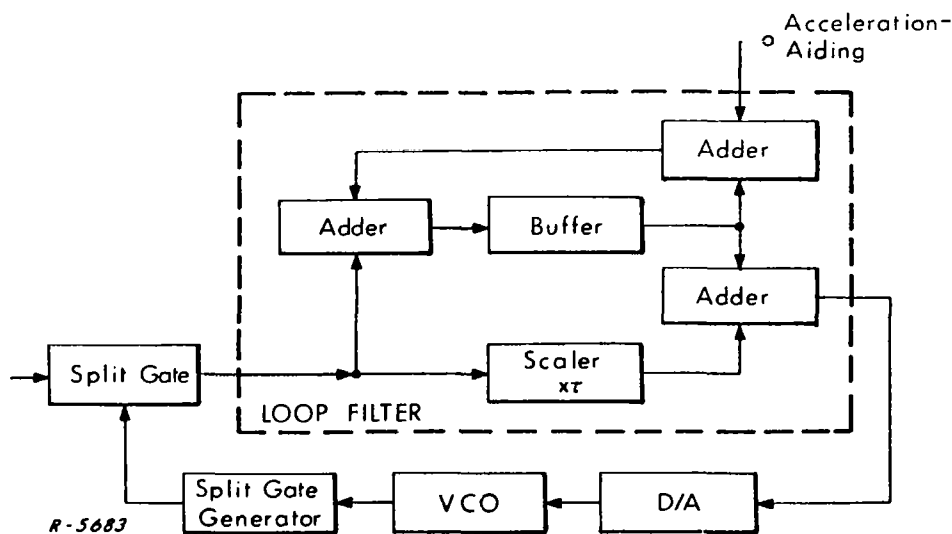 Acceleration-
Aiding
Adder
Adder
Buffer
Adder
Split Gate
Scaler
xτ
LOOP FILTER
Split Gate
Generator
VCO
D/A
R-5683